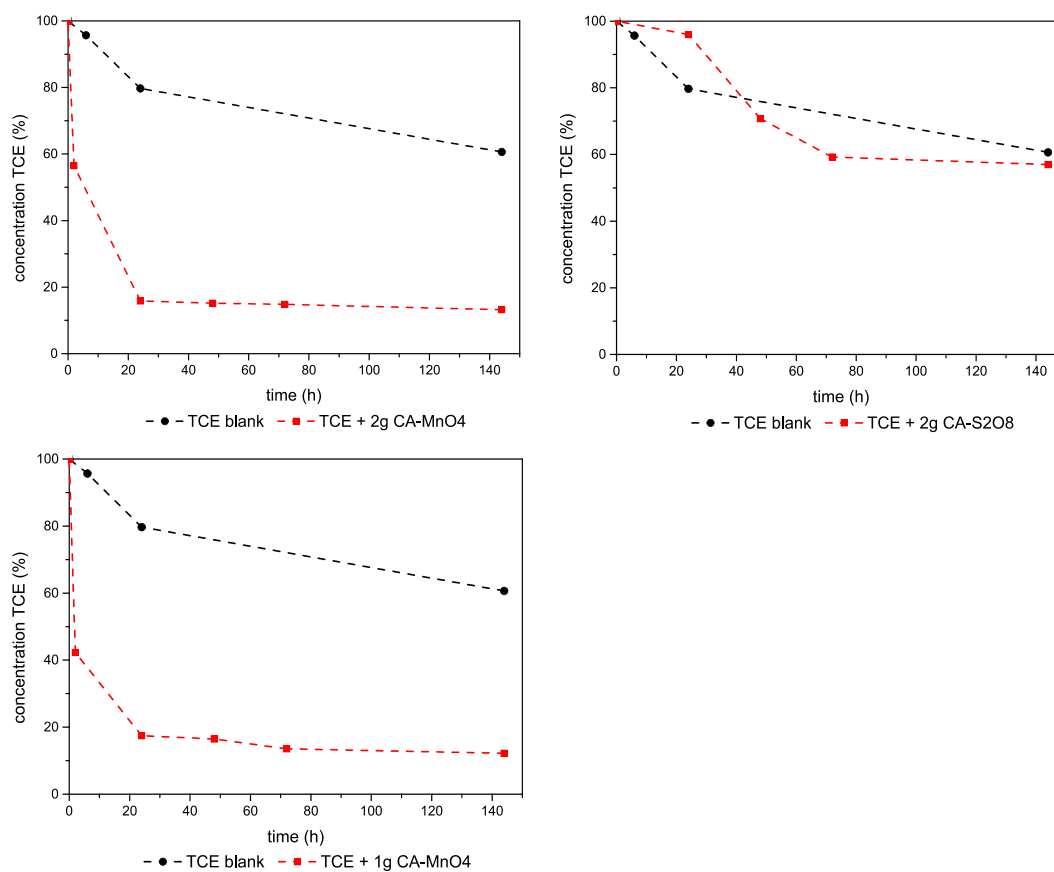 100
80
60
40
20
0
concentration TCE (%)
0 20 40 60 80 100 120 140
time (h)
TCE blank TCE + 2g CA-MnO4
100
80
60
40
20
0
concentration TCE (%)
0 20 40 60 80 100 120 140
time (h)
TCE blank TCE + 2g CA-S2O8
100
80
60
40
20
0
concentration TCE (%)
0 20 40 60 80 100 120 140
time (h)
TCE blank TCE + 1g CA-MnO4